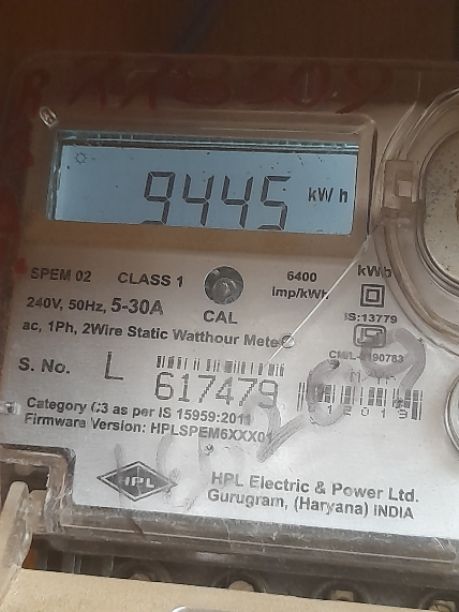 9445 kWh
SPEM 02 CLASS 1 6400 imp/kWh kWh
240V, 50Hz, 5-30A CAL IS:13779
ac, 1Ph, 2Wire Static Watthour Meter
S. No. L 617479
Category C3 as per IS 15959:2011
Firmware Version: HPLSPEM6XXX01
HPL
HPL Electric & Power Ltd.
Gurugram, (Haryana) INDIA